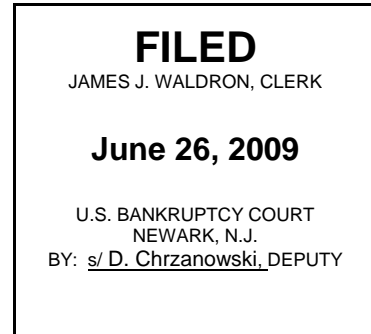 FILED
JAMES J. WALDRON, CLERK
June 26, 2009
U.S. BANKRUPTCY COURT
NEWARK, N.J.
BY: s/ D. Chrzanowski, DEPUTY